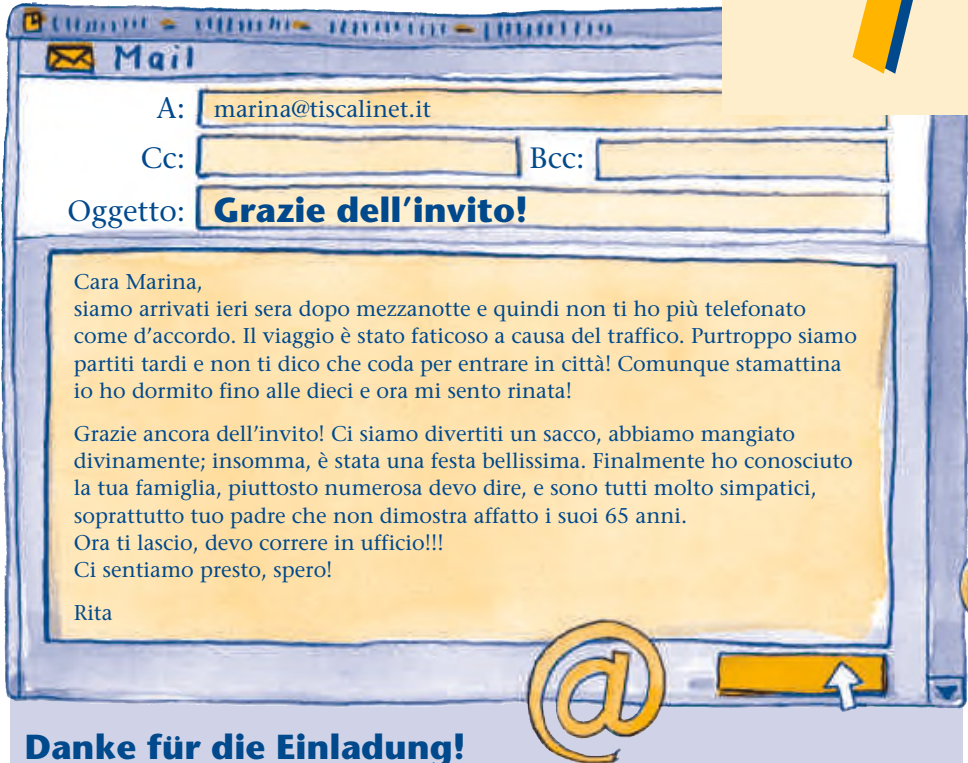 Mail
A: marina@tiscalinet.it
Cc: Bcc:
Oggetto: Grazie dell'invito!
Cara Marina,
siamo arrivati ieri sera dopo mezzanotte e quindi non ti ho più telefonato
come d'accordo. Il viaggio è stato faticoso a causa del traffico. Purtroppo siamo
partiti tardi e non ti dico che coda per entrare in città! Comunque stamattina
io ho dormito fino alle dieci e ora mi sento rinata!
Grazie ancora dell'invito! Ci siamo divertiti un sacco, abbiamo mangiato
divinamente; insomma, è stata una festa bellissima. Finalmente ho conosciuto
la tua famiglia, piuttosto numerosa devo dire, e sono tutti molto simpatici,
soprattutto tuo padre che non dimostra affatto i suoi 65 anni.
Ora ti lascio, devo correre in ufficio!!!
Ci sentiamo presto, spero!
Rita
@
Danke für die Einladung!